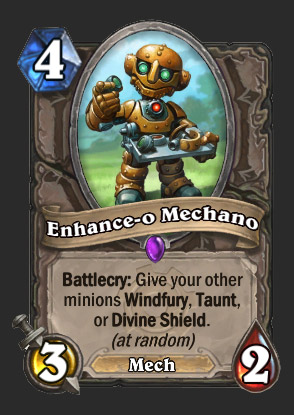 4
Enhance-o Mechano
Battlecry: Give your other
minions Windfury, Taunt,
or Divine Shield.
(at random)
3
Mech
2